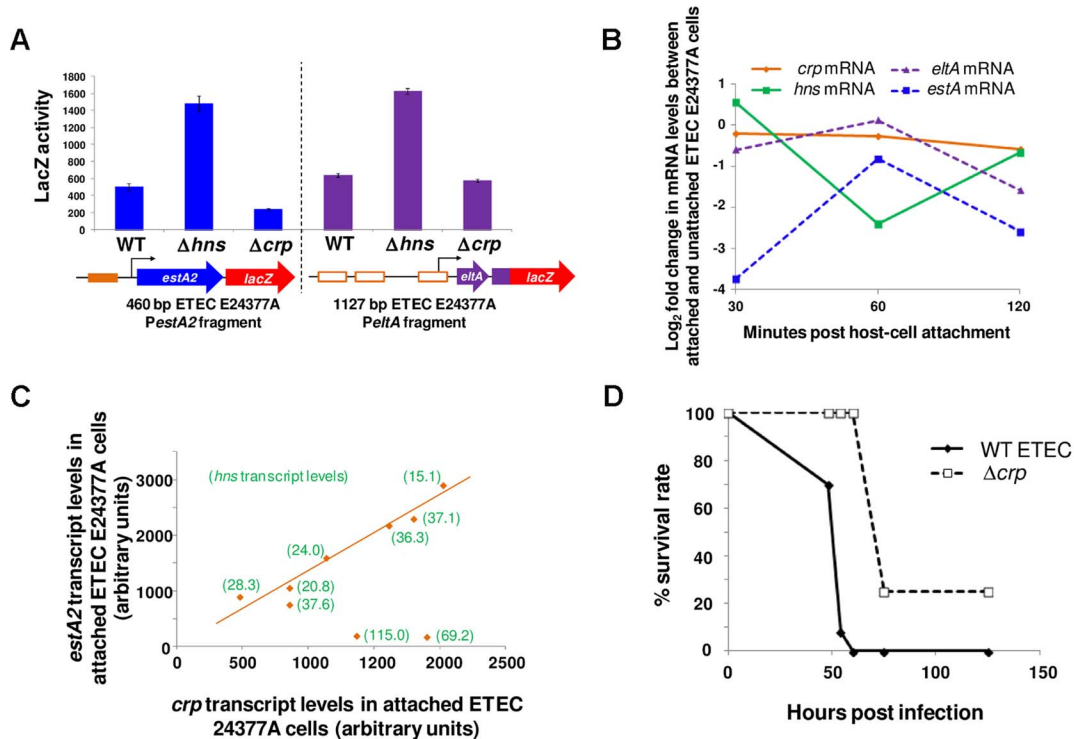 A
LacZ activity
1800
1600
1400
1200
1000
800
600
400
200
0
WT
Δhns
Δcrp
WT
Δhns
Δcrp
estA2
lacZ
eltA
lacZ
460 bp ETEC E24377A
PestA2 fragment
1127 bp ETEC E24377A
PeltA fragment
B
Log2 fold change in mRNA levels between
attached and unattached ETEC E24377A cells
crp mRNA
eltA mRNA
hns mRNA
estA mRNA
1
0
-1
-2
-3
-4
30
60
120
Minutes post host-cell attachment
C
estA2 transcript levels in
attached ETEC E24377A cells
(arbitrary units)
3000
2000
1000
0
(hns transcript levels)
(15.1)
(37.1)
(36.3)
(24.0)
(28.3)
(20.8)
(37.6)
(115.0)
(69.2)
0
500
1000
1200
2000
2500
crp transcript levels in attached ETEC
24377A cells (arbitrary units)
D
% survival rate
100
80
60
40
20
0
WT ETEC
Δcrp
0
50
100
150
Hours post infection